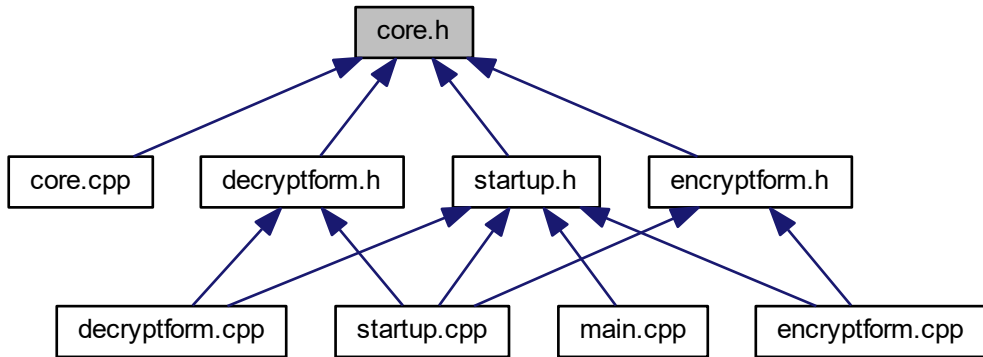 core.h
core.cpp
decryptform.h
startup.h
encryptform.h
decryptform.cpp
startup.cpp
main.cpp
encryptform.cpp